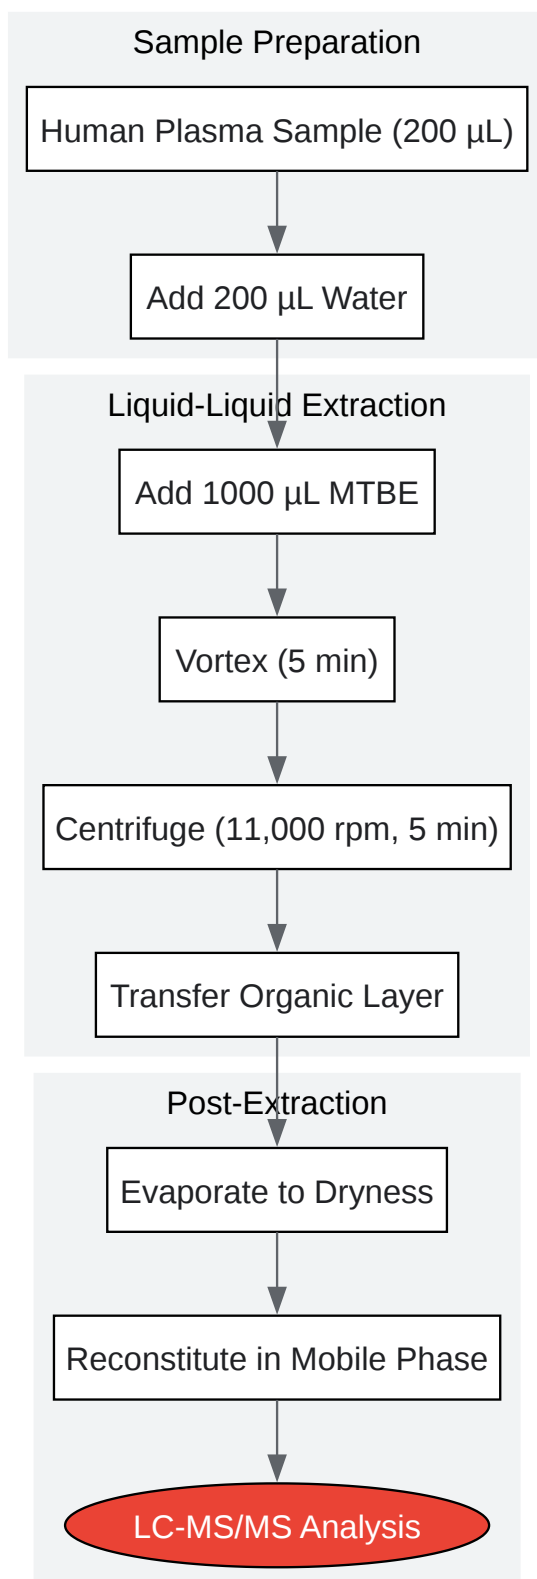 Sample Preparation
Human Plasma Sample (200 µL)
Add 200 µL Water
Liquid-Liquid Extraction
Add 1000 µL MTBE
Vortex (5 min)
Centrifuge (11,000 rpm, 5 min)
Transfer Organic Layer
Post-Extraction
Evaporate to Dryness
Reconstitute in Mobile Phase
LC-MS/MS Analysis